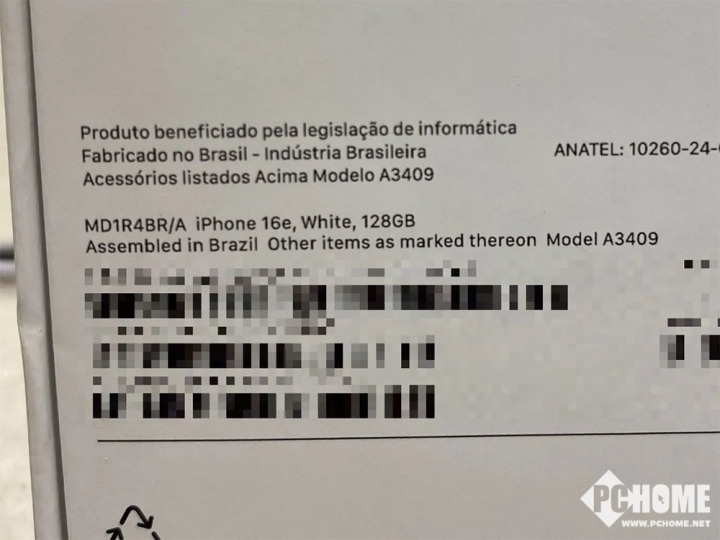 Produto beneficiado pela legislação de informática
Fabricado no Brasil - Indústria Brasileira
ANATEL: 10260-24-
Acessórios listados Acima Modelo A3409
MD1R4BR/A iPhone 16e, White, 128GB
Assembled in Brazil Other items as marked thereon Model A3409
PCHOME
WWW.PCHOME.NET